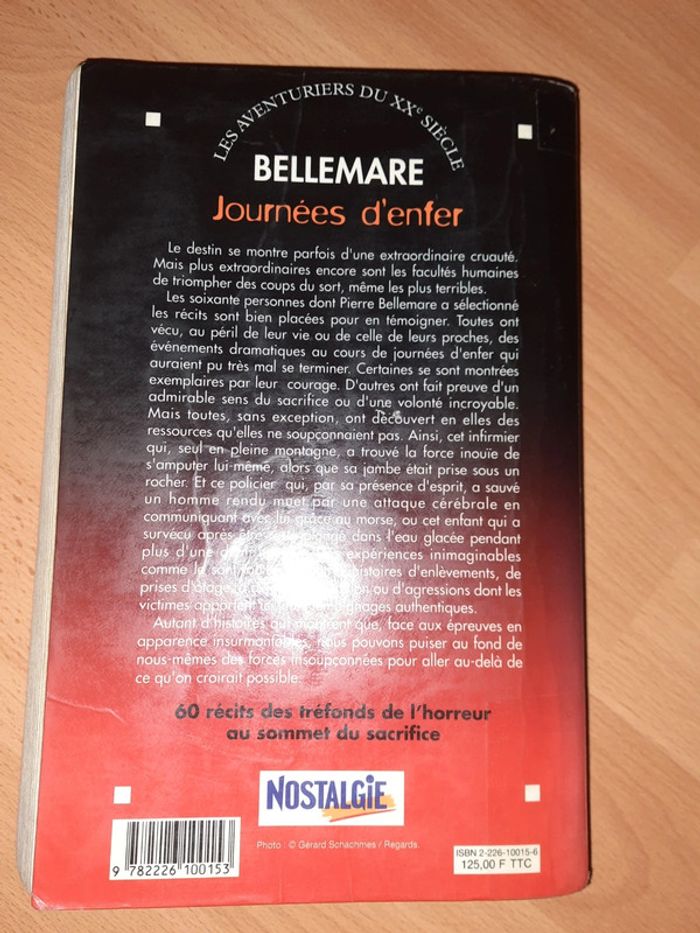 LES AVENTURIERS DU XXe SIÈCLE
BELLEMARE
Journées d'enfer
Le destin se montre parfois d'une extraordinaire cruauté.
Mais plus extraordinaires encore sont les facultés humaines
de triompher des coups du sort, même les plus terribles.
Les soixante personnes dont Pierre Bellemare a sélectionné
les récits sont bien placées pour en témoigner. Toutes ont
vécu, au péril de leur vie ou de celle de leurs proches, des
événements dramatiques au cours de journées d'enfer qui
auraient pu très mal se terminer. Certaines se sont montrées
exemplaires par leur courage. D'autres ont fait preuve d'un
admirable sens du sacrifice ou d'une volonté incroyable.
Mais toutes, sans exception, ont découvert en elles des
ressources qu'elles ne soupçonnaient pas. Ainsi, cet infirmier
qui, seul en pleine montagne, a trouvé la force inouïe de
s'amputer lui-même, alors que sa jambe était prise sous un
rocher. Et ce policier qui, par sa présence d'esprit, a sauvé
un homme rendu muet par une attaque cérébrale en
communiquant avec lui grâce au morse, ou cet enfant qui a
survécu après être resté plongé dans l'eau glacée pendant
plus d'une expériences inimaginables
comme le sont histoires d'enlèvements, de
prises d'otage, ou d'agressions dont les
victimes apportent témoignages authentiques.
Autant d'histoires qui montrent que, face aux épreuves en
apparence insurmontables, nous pouvons puiser au fond de
nous-mêmes des forces insoupçonnées pour aller au-delà de
ce qu'on croirait possible.
60 récits des tréfonds de l'horreur
au sommet du sacrifice
NOSTALGIE
Photo : © Gérard Schachmes / Regards.
9 782226 100153
ISBN 2-226-10015-6
125,00 F TTC